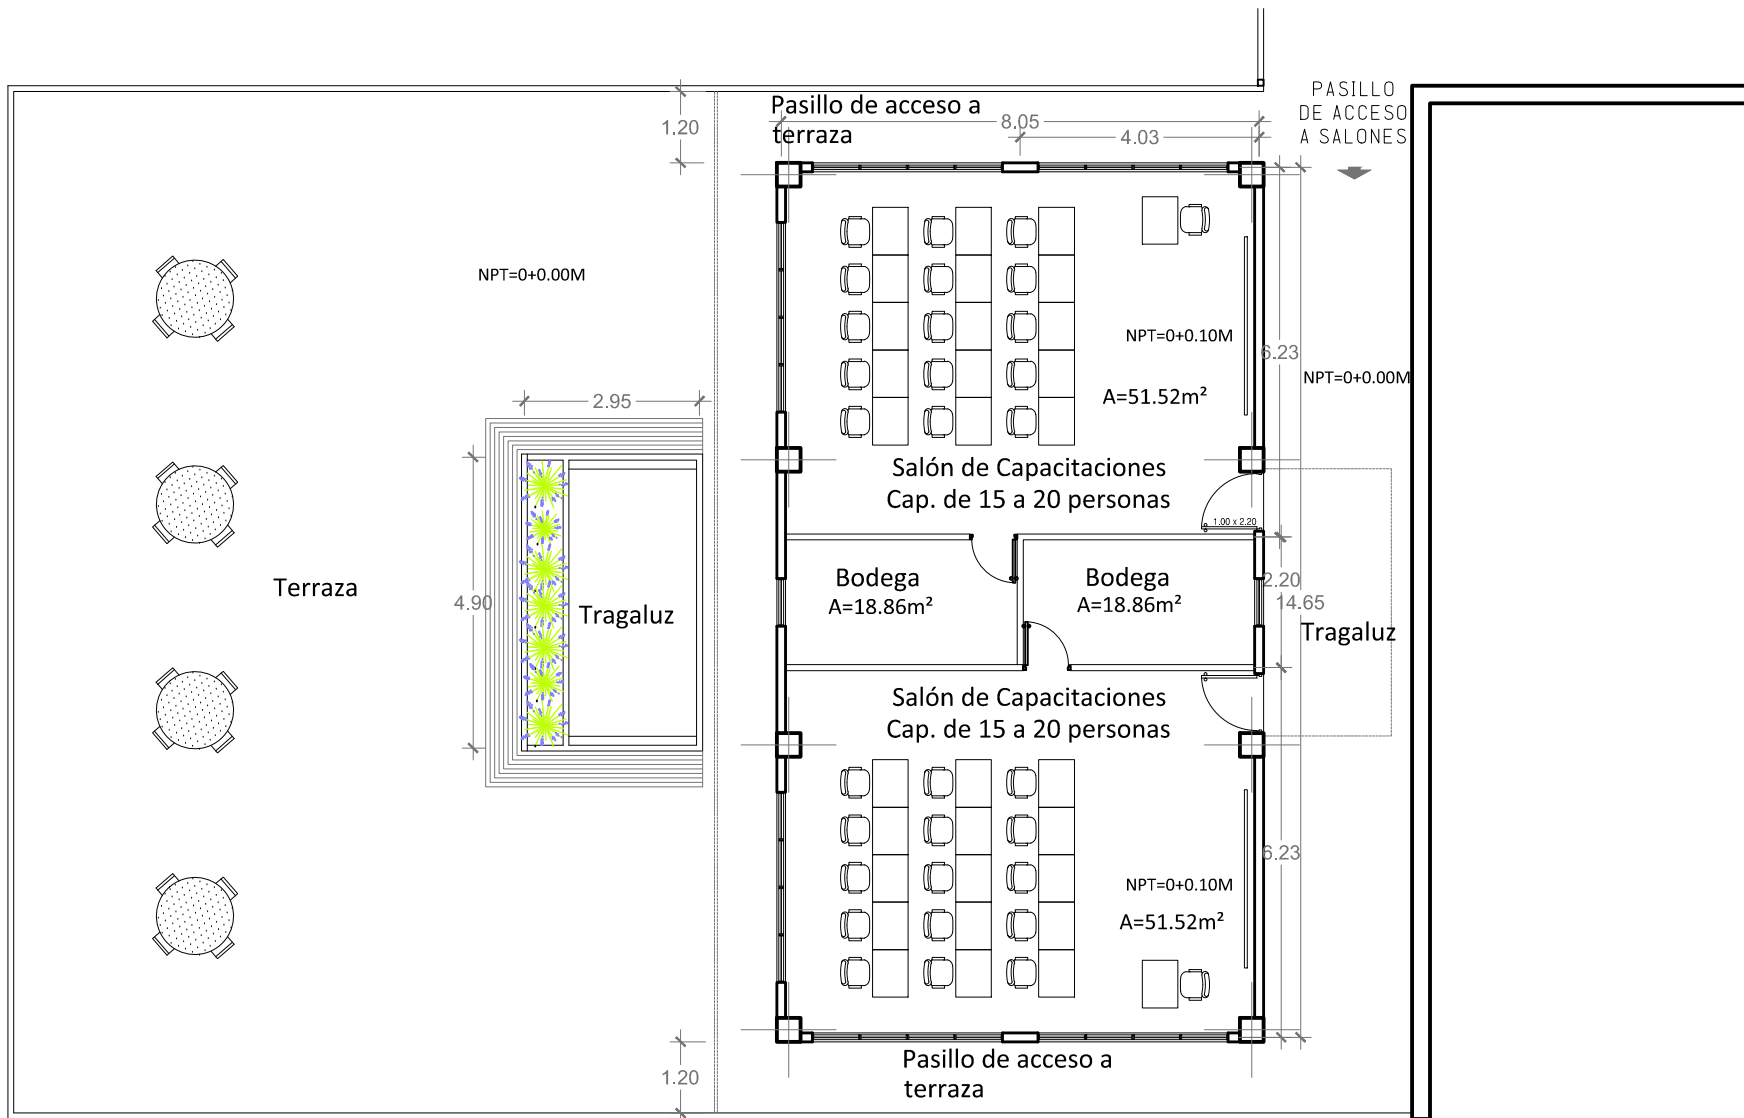 PASILLO
DE ACCESO
A SALONES
Pasillo de acceso a
terraza
8.05
4.03
1.20
NPT=0+0.00M
NPT=0+0.10M
6.23
NPT=0+0.00M
A=51.52m²
2.95
Salón de Capacitaciones
Cap. de 15 a 20 personas
1.00 x 2.20
Bodega
A=18.86m²
Bodega
A=18.86m²
2.20
14.65
Terraza
4.90
Tragaluz
Tragaluz
Salón de Capacitaciones
Cap. de 15 a 20 personas
6.23
NPT=0+0.10M
A=51.52m²
Pasillo de acceso a
terraza
1.20